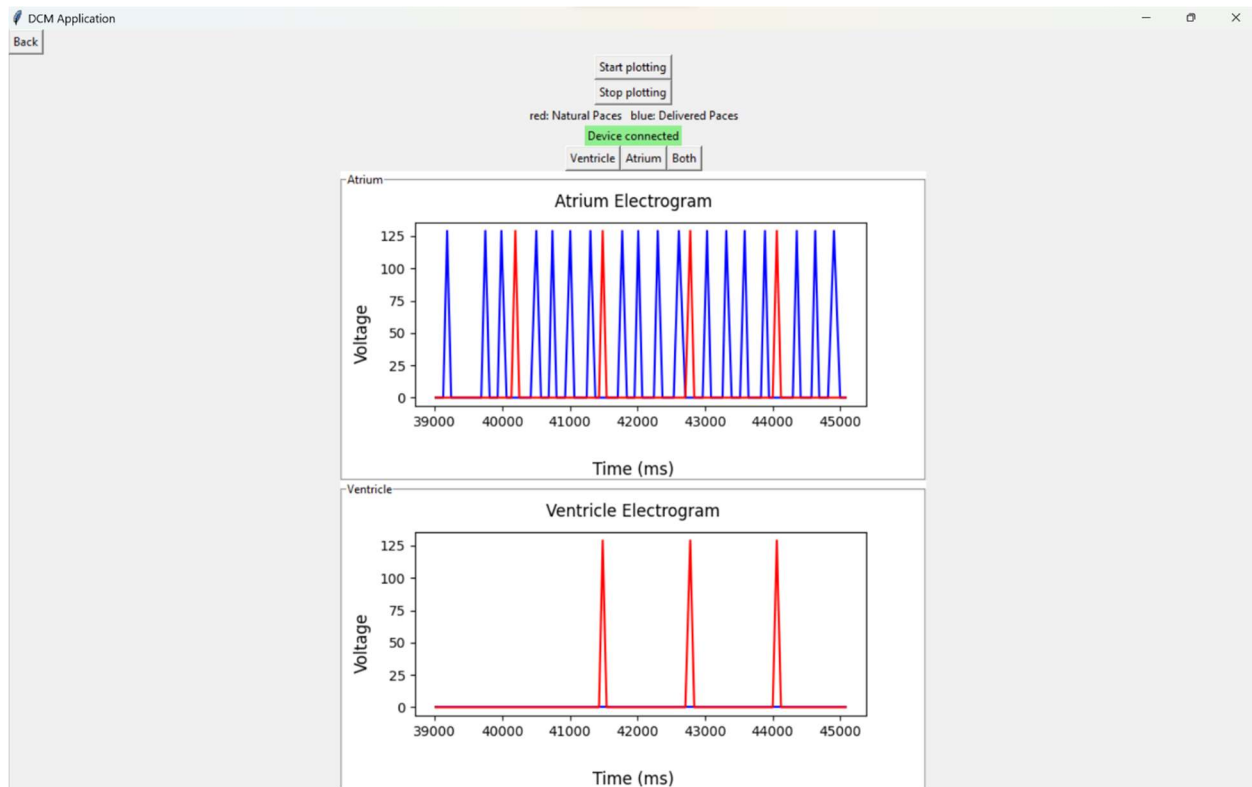 DCM Application
Back
Start plotting
Stop plotting
red: Natural Paces blue: Delivered Paces
Device connected
Ventricle Atrium Both
Atrium
Atrium Electrogram
125
100
75
50
25
0
Voltage
39000 40000 41000 42000 43000 44000 45000
Time (ms)
Ventricle
Ventricle Electrogram
125
100
75
50
25
0
Voltage
39000 40000 41000 42000 43000 44000 45000
Time (ms)